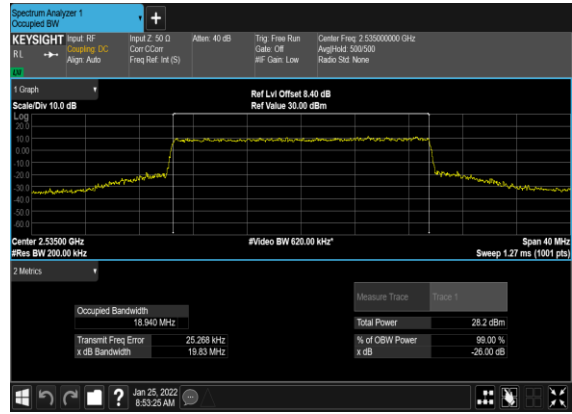 Spectrum Analyzer 1
Occupied BW
+
KEYSIGHT Input: RF Input Z: 50 Ω Atten: 40 dB Trig: Free Run Center Freq: 2.535000000 GHz
RL Coupling: DC Corr CCorr Gate: Off Avg|Hold: 500/500
Align: Auto Freq Ref: Int (S) #IF Gain: Low Radio Std: None
LW
1 Graph
Ref Lvl Offset 8.40 dB
Scale/Div 10.0 dB Ref Value 30.00 dBm
Log
20.0
10.0
0.00
-10.0
-20.0
-30.0
-40.0
-50.0
-60.0
Center 2.53500 GHz #Video BW 620.00 kHz* Span 40 MHz
#Res BW 200.00 kHz Sweep 1.27 ms (1001 pts)
2 Metrics
Measure Trace Trace 1
Occupied Bandwidth
18.940 MHz Total Power 28.2 dBm
Transmit Freq Error 25.268 kHz % of OBW Power 99.00 %
x dB Bandwidth 19.83 MHz x dB -26.00 dB
? Jan 25, 2022
8:53:25 AM